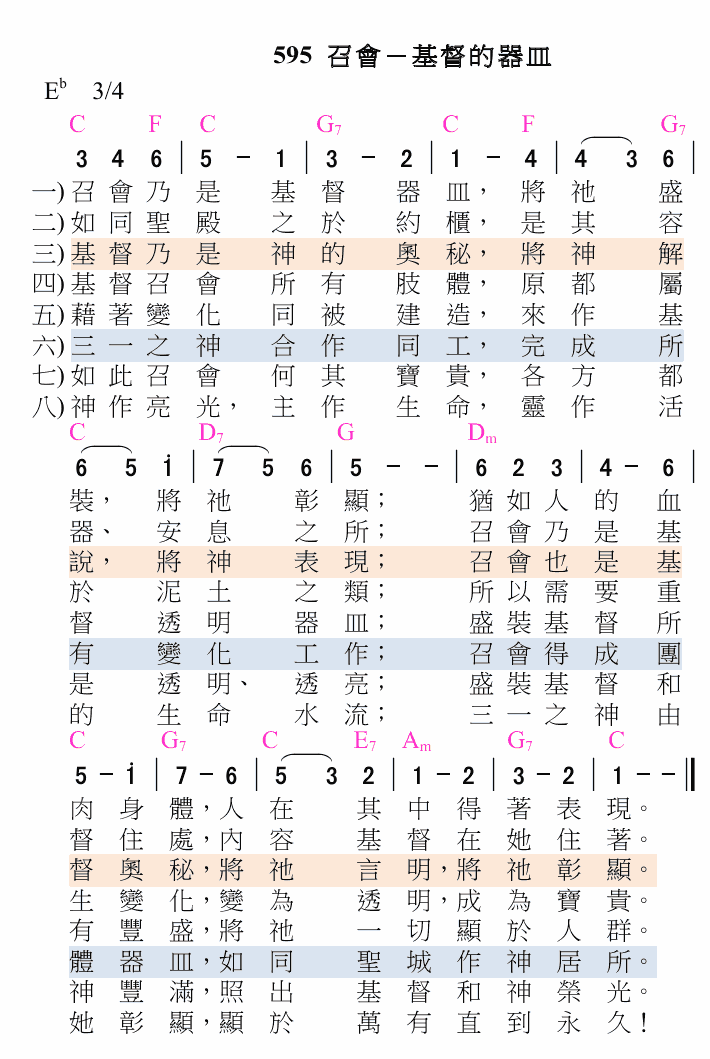 595 召會－基督的器皿
E♭ 3/4
C F C G7 C F G7
3 4 6 | 5 - 1 | 3 - 2 | 1 - 4 | 4 3 6 |
一) 召會乃是基督器皿，將祂盛
二) 如同聖殿之於約櫃，是其容
三) 基督乃是神的奧秘，將神解
四) 基督召會所有肢體，原都屬
五) 藉著變化同被建造，來作基
六) 三一之神合作同工，完成所
七) 如此召會何其寶貴，各方都
八) 神作亮光，主作生命，靈作活
C D7 G Dm
6 5 i | 7 5 6 | 5 - - | 6 2 3 | 4 - 6 |
裝，將祂彰顯；猶如人的血
器、安息之所；召會乃是基
說，將神表現；召會也是基
於泥土之類；所以需要重
督透明器皿；盛裝基督所
有變化工作；召會得成團
是透明、透亮；盛裝基督和
的生命水流；三一之神由
C G7 C E7 Am G7 C
5 - i | 7 - 6 | 5 3 2 | 1 - 2 | 3 - 2 | 1 - - ||
肉身體，人在其中得著表現。
督住處，內容基督在她住著。
督奧秘，將祂言明，將祂彰顯。
生變化，變為透明，成為寶貴。
有豐盛，將祂一切顯於人群。
體器皿，如同聖城作神居所。
神豐滿，照出基督和神榮光。
她彰顯，顯於萬有直到永久！